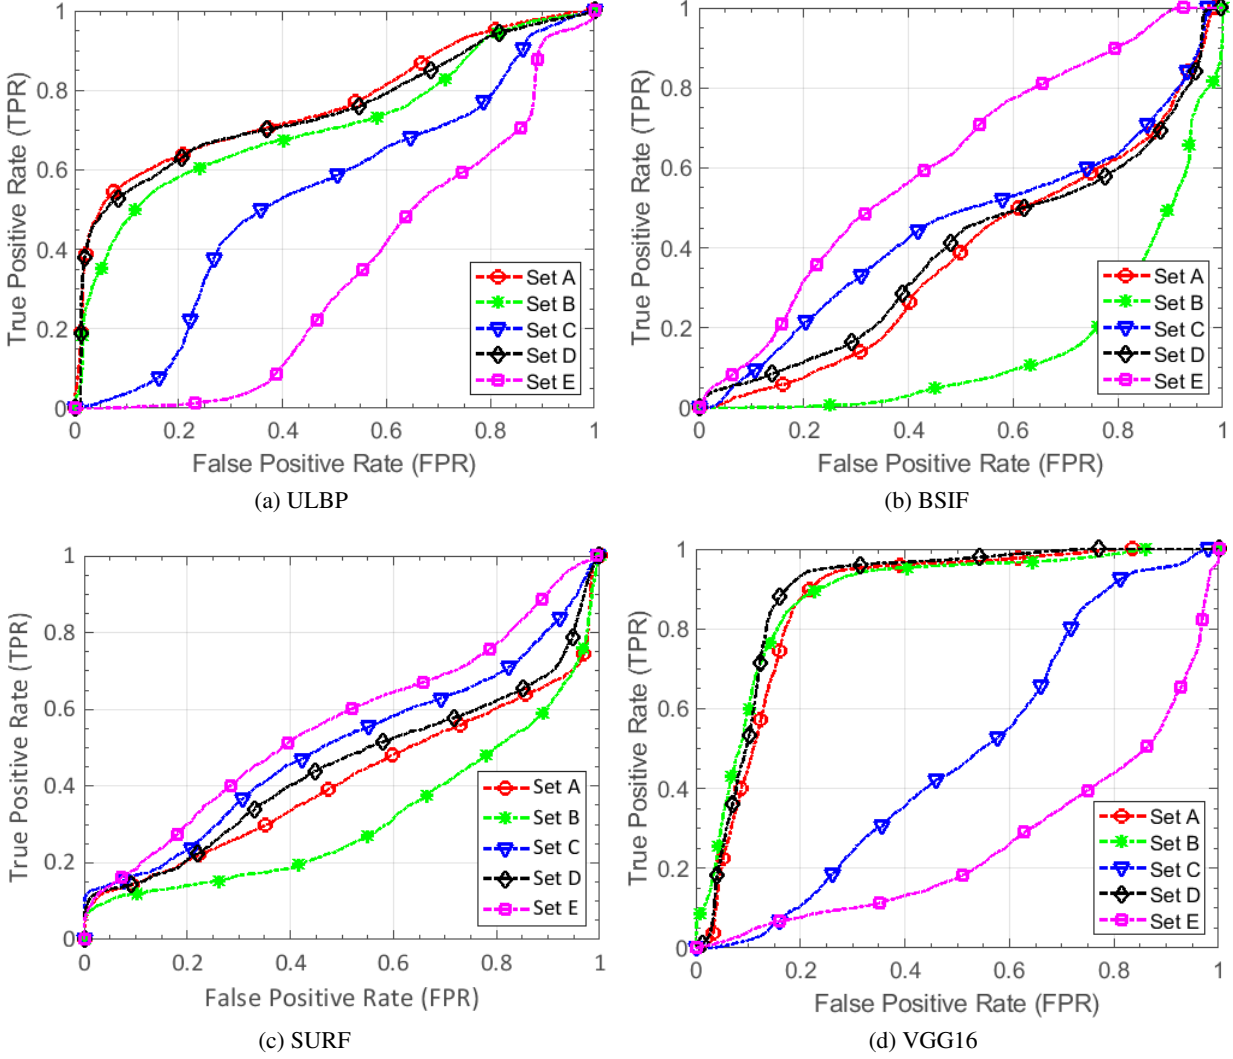 1
0.8
0.6
0.4
0.2
0
True Positive Rate (TPR)
Set A
Set B
Set C
Set D
Set E
0 0.2 0.4 0.6 0.8 1
False Positive Rate (FPR)
(a) ULBP
1
0.8
0.6
0.4
0.2
0
True Positive Rate (TPR)
Set A
Set B
Set C
Set D
Set E
0 0.2 0.4 0.6 0.8 1
False Positive Rate (FPR)
(b) BSIF
1
0.8
0.6
0.4
0.2
0
True Positive Rate (TPR)
Set A
Set B
Set C
Set D
Set E
0 0.2 0.4 0.6 0.8 1
False Positive Rate (FPR)
(c) SURF
1
0.8
0.6
0.4
0.2
0
True Positive Rate (TPR)
Set A
Set B
Set C
Set D
Set E
0 0.2 0.4 0.6 0.8 1
False Positive Rate (FPR)
(d) VGG16